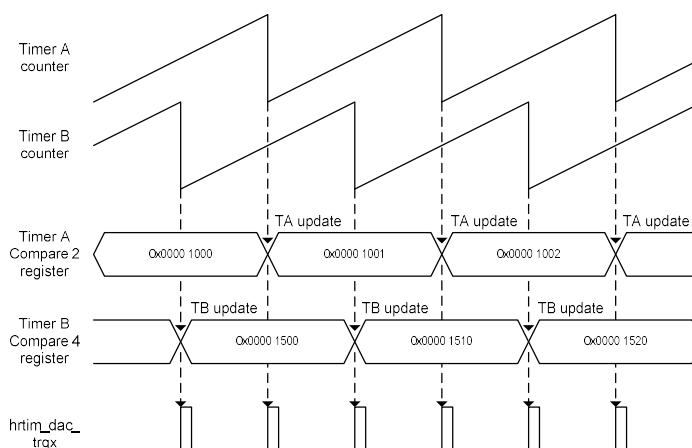 Timer A
counter
Timer B
counter
TA update
TA update
TA update
Timer A
Compare 2
register
0x0000 1000
0x0000 1001
0x0000 1002
TB update
TB update
TB update
Timer B
Compare 4
register
0x0000 1500
0x0000 1510
0x0000 1520
hrtim_dac_
trgx